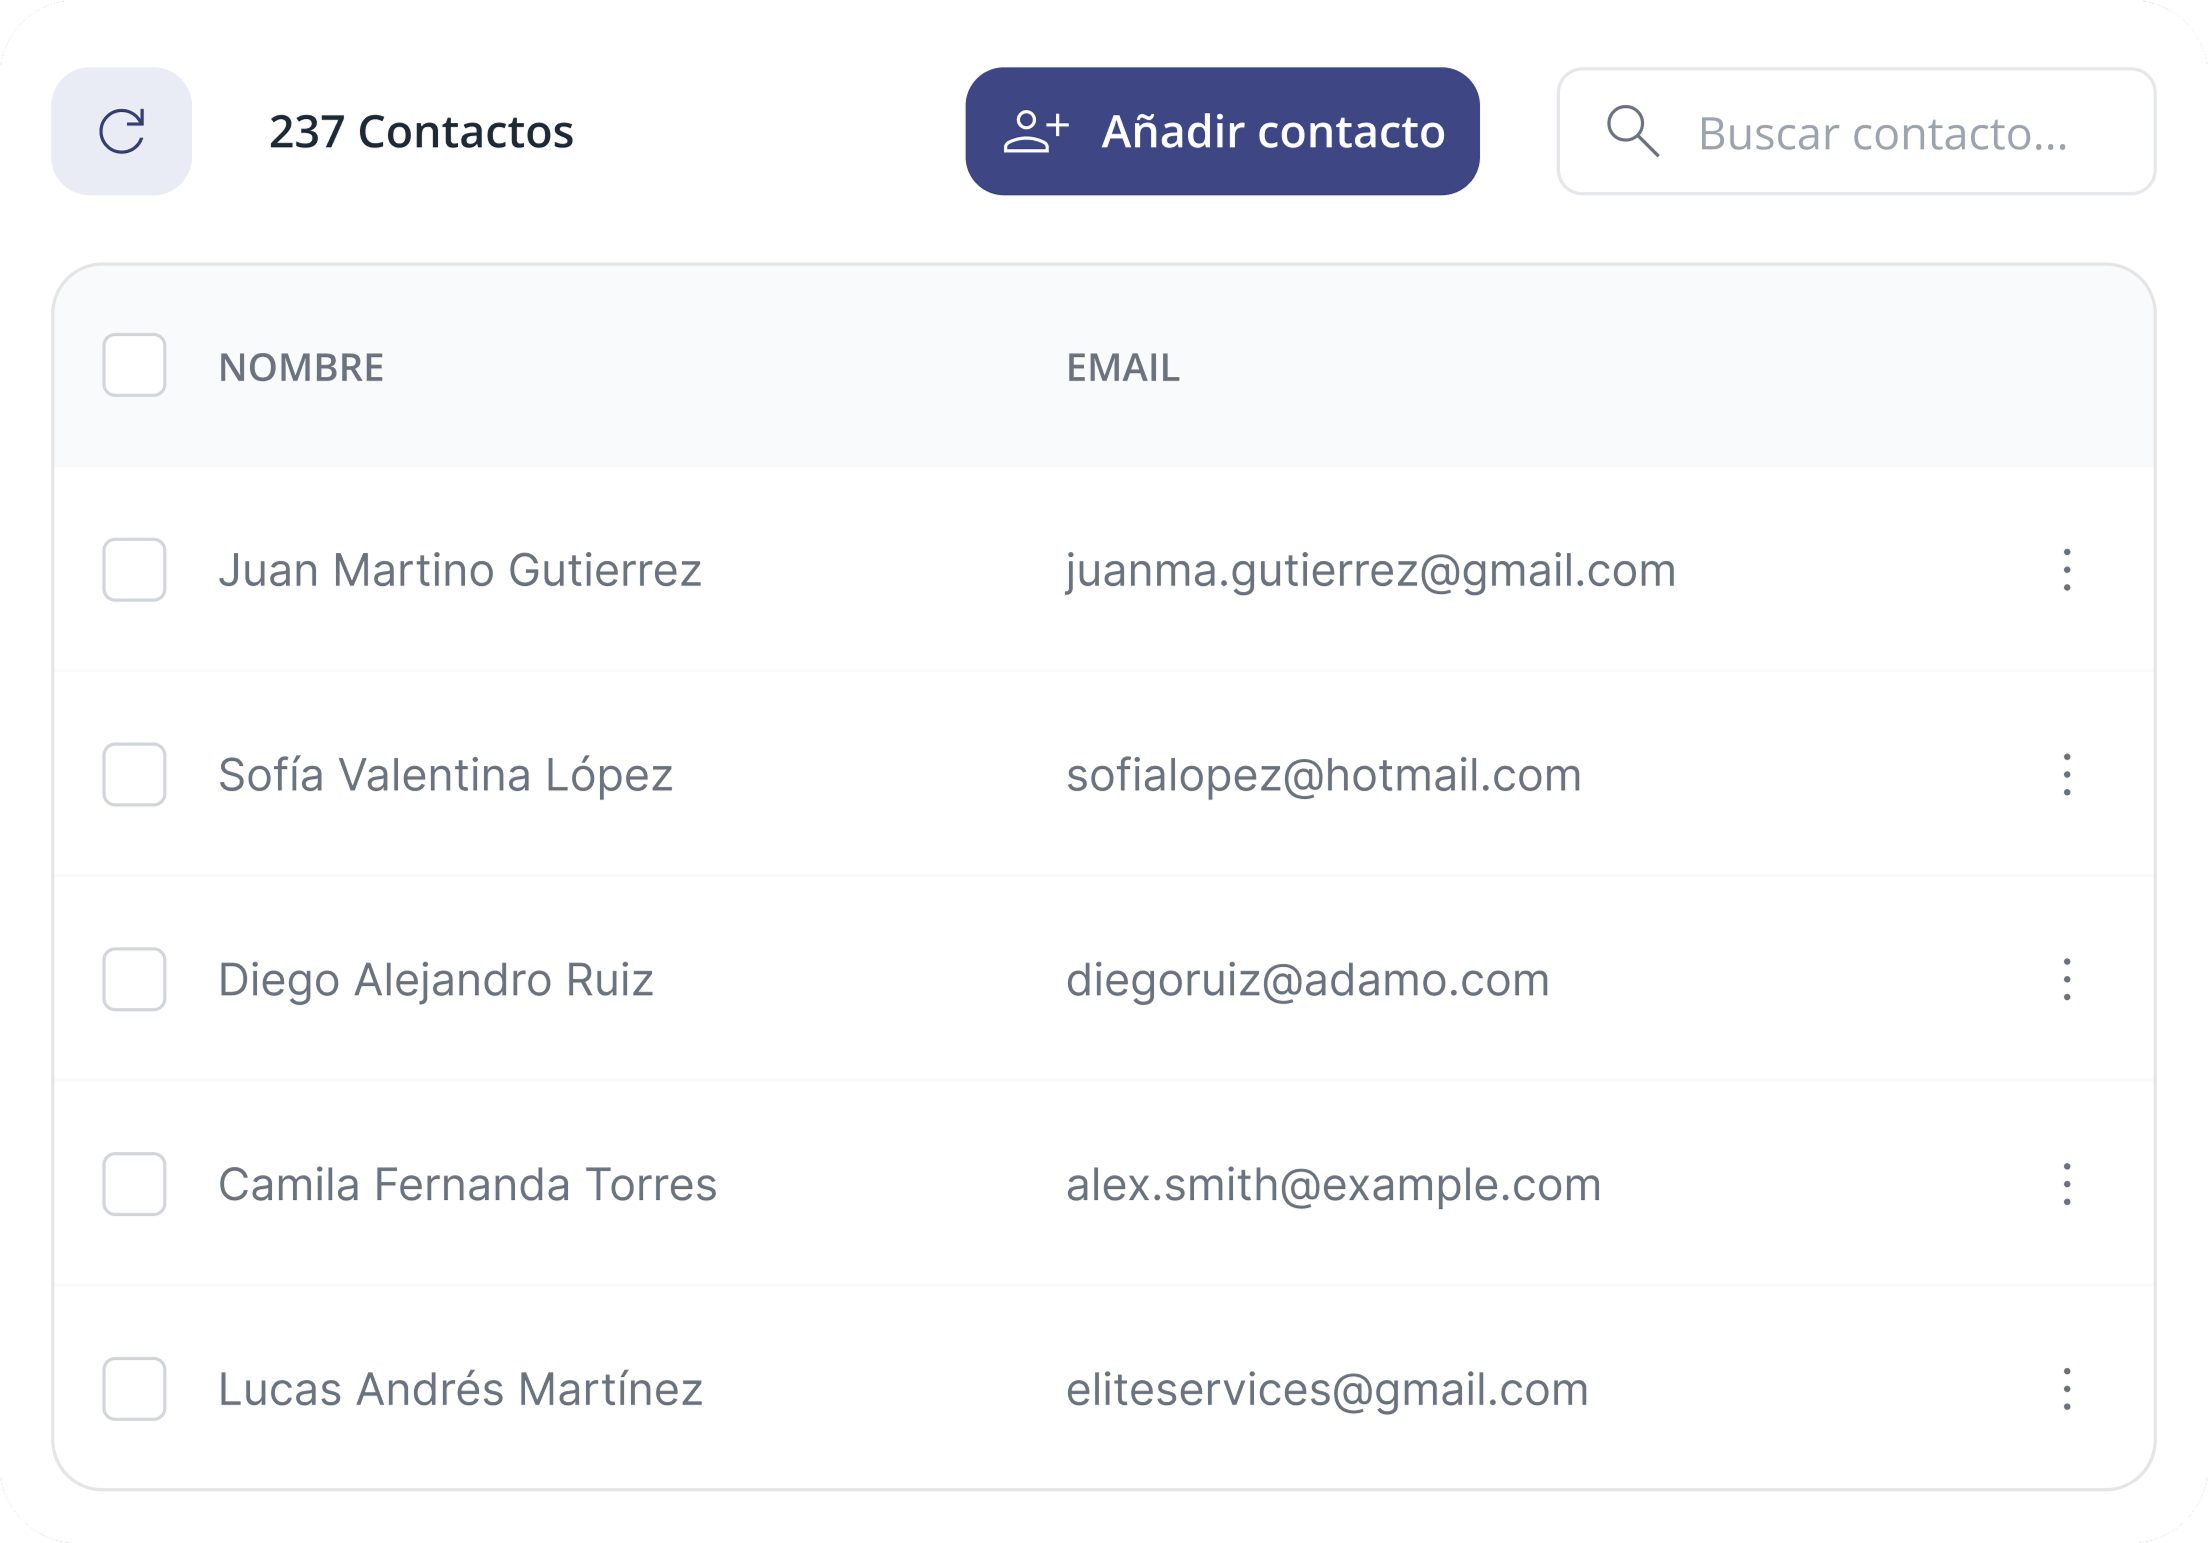 237 Contactos
Añadir contacto
Buscar contacto...
NOMBRE EMAIL
Juan Martino Gutierrez juanma.gutierrez@gmail.com
Sofía Valentina López sofialopez@hotmail.com
Diego Alejandro Ruiz diegoruiz@adamo.com
Camila Fernanda Torres alex.smith@example.com
Lucas Andrés Martínez eliteservices@gmail.com